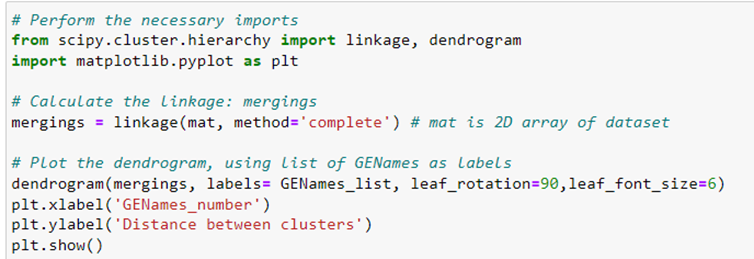 # Perform the necessary imports
from scipy.cluster.hierarchy import linkage, dendrogram
import matplotlib.pyplot as plt
# Calculate the linkage: mergings
mergings = linkage(mat, method='complete') # mat is 2D array of dataset
# Plot the dendrogram, using list of GENames as labels
dendrogram(mergings, labels= GENames_list, leaf_rotation=90,leaf_font_size=6)
plt.xlabel('GENames_number')
plt.ylabel('Distance between clusters')
plt.show()